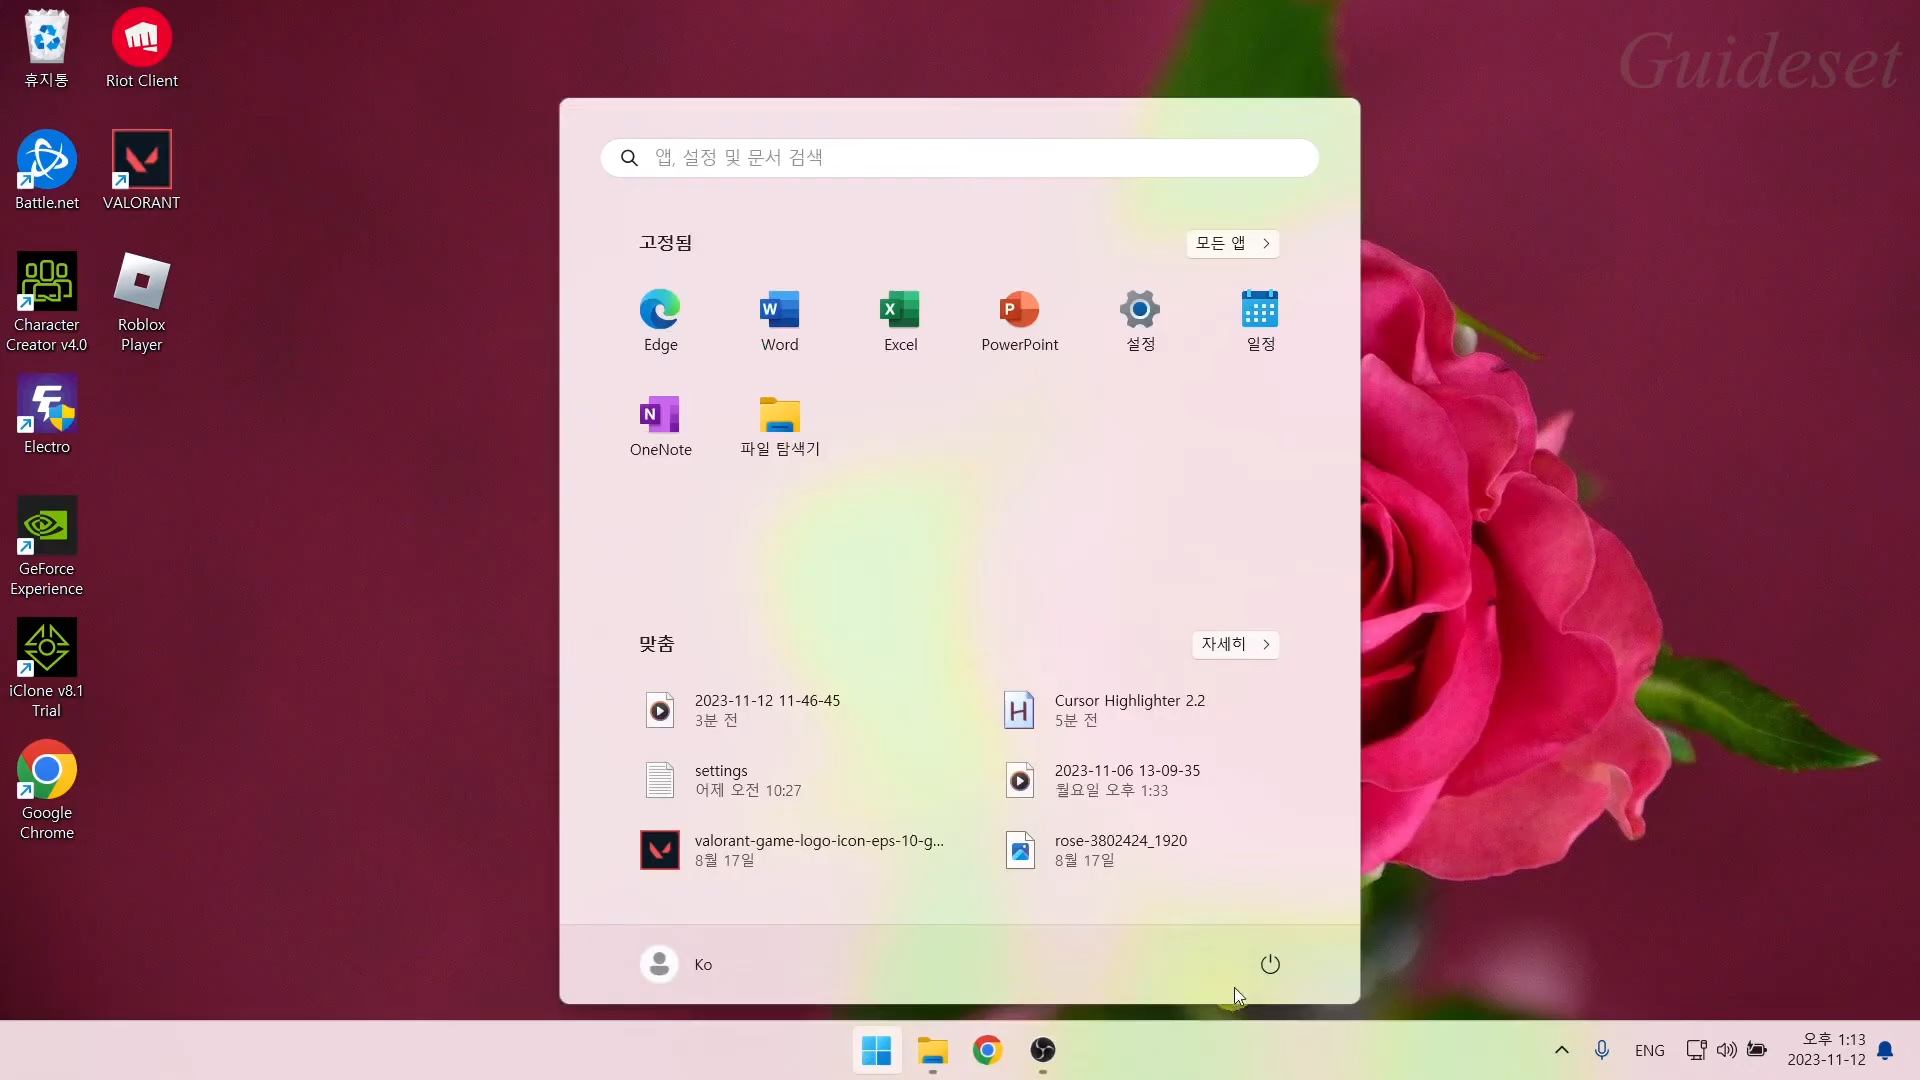 Guideset
휴지통
Riot Client
Battle.net
VALORANT
Character
Creator v4.0
Roblox
Player
Electro
GeForce
Experience
iClone v8.1
Trial
Google
Chrome
앱, 설정 및 문서 검색
고정됨
모든 앱
Edge
Word
Excel
PowerPoint
설정
일정
OneNote
파일 탐색기
맞춤
자세히
2023-11-12 11-46-45
3분 전
Cursor Highlighter 2.2
5분 전
settings
어제 오전 10:27
2023-11-06 13-09-35
월요일 오후 1:33
valorant-game-logo-icon-eps-10-g...
8월 17일
rose-3802424_1920
8월 17일
Ko
ENG
오후 1:13
2023-11-12